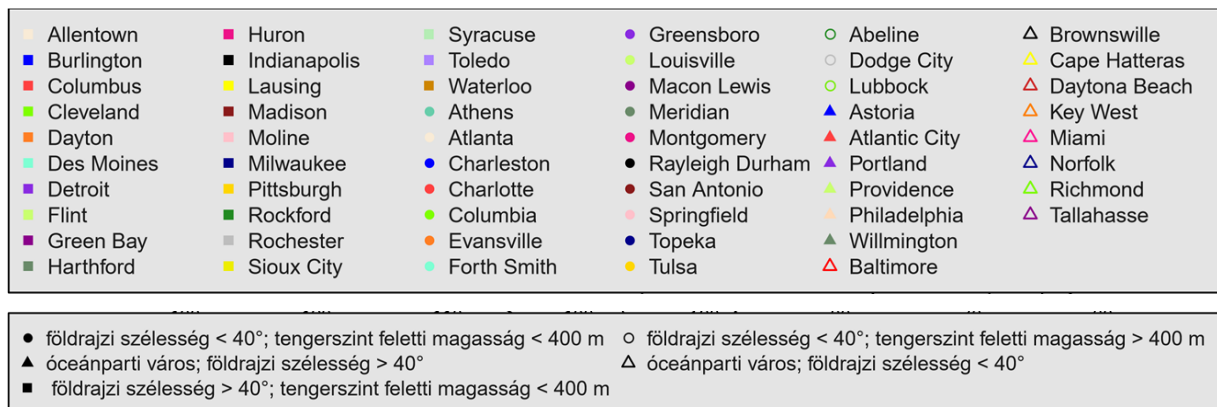 Allentown Huron Syracuse Greensboro Abeline Brownswille
Burlington Indianapolis Toledo Louisville Dodge City Cape Hatteras
Columbus Lausing Waterloo Macon Lewis Lubbock Daytona Beach
Cleveland Madison Athens Meridian Astoria Key West
Dayton Moline Atlanta Montgomery Atlantic City Miami
Des Moines Milwaukee Charleston Rayleigh Durham Portland Norfolk
Detroit Pittsburgh Charlotte San Antonio Providence Richmond
Flint Rockford Columbia Springfield Philadelphia Tallahasse
Green Bay Rochester Evansville Topeka Willmington
Harthford Sioux City Forth Smith Tulsa Baltimore
földrajzi szélesség < 40°; tengerszint feletti magasság < 400 m földrajzi szélesség < 40°; tengerszint feletti magasság > 400 m
óceánparti város; földrajzi szélesség > 40° óceánparti város; földrajzi szélesség < 40°
földrajzi szélesség > 40°; tengerszint feletti magasság < 400 m